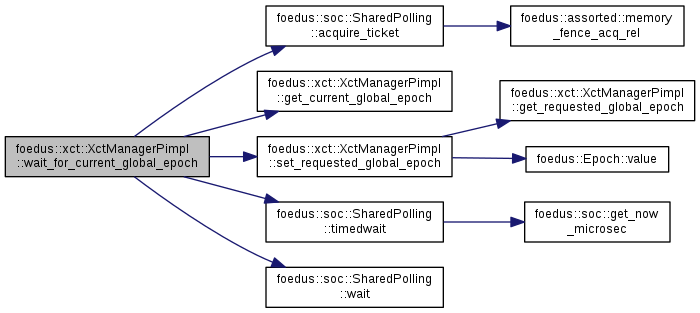 foedus::xct::XctManagerPimpl
::wait_for_current_global_epoch
foedus::soc::SharedPolling
::acquire_ticket
foedus::assorted::memory
_fence_acq_rel
foedus::xct::XctManagerPimpl
::get_current_global_epoch
foedus::xct::XctManagerPimpl
::set_requested_global_epoch
foedus::xct::XctManagerPimpl
::get_requested_global_epoch
foedus::Epoch::value
foedus::soc::SharedPolling
::timedwait
foedus::soc::get_now
_microsec
foedus::soc::SharedPolling
::wait